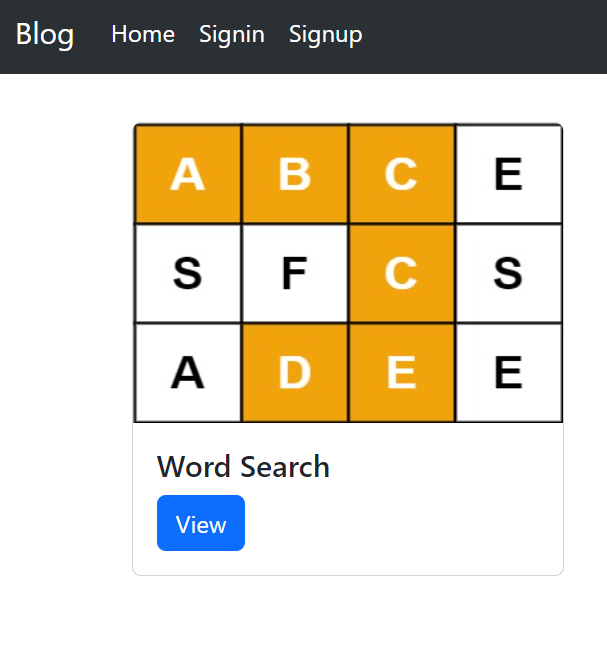 Blog Home Signin Signup
A B C E
S F C S
A D E E
Word Search
View